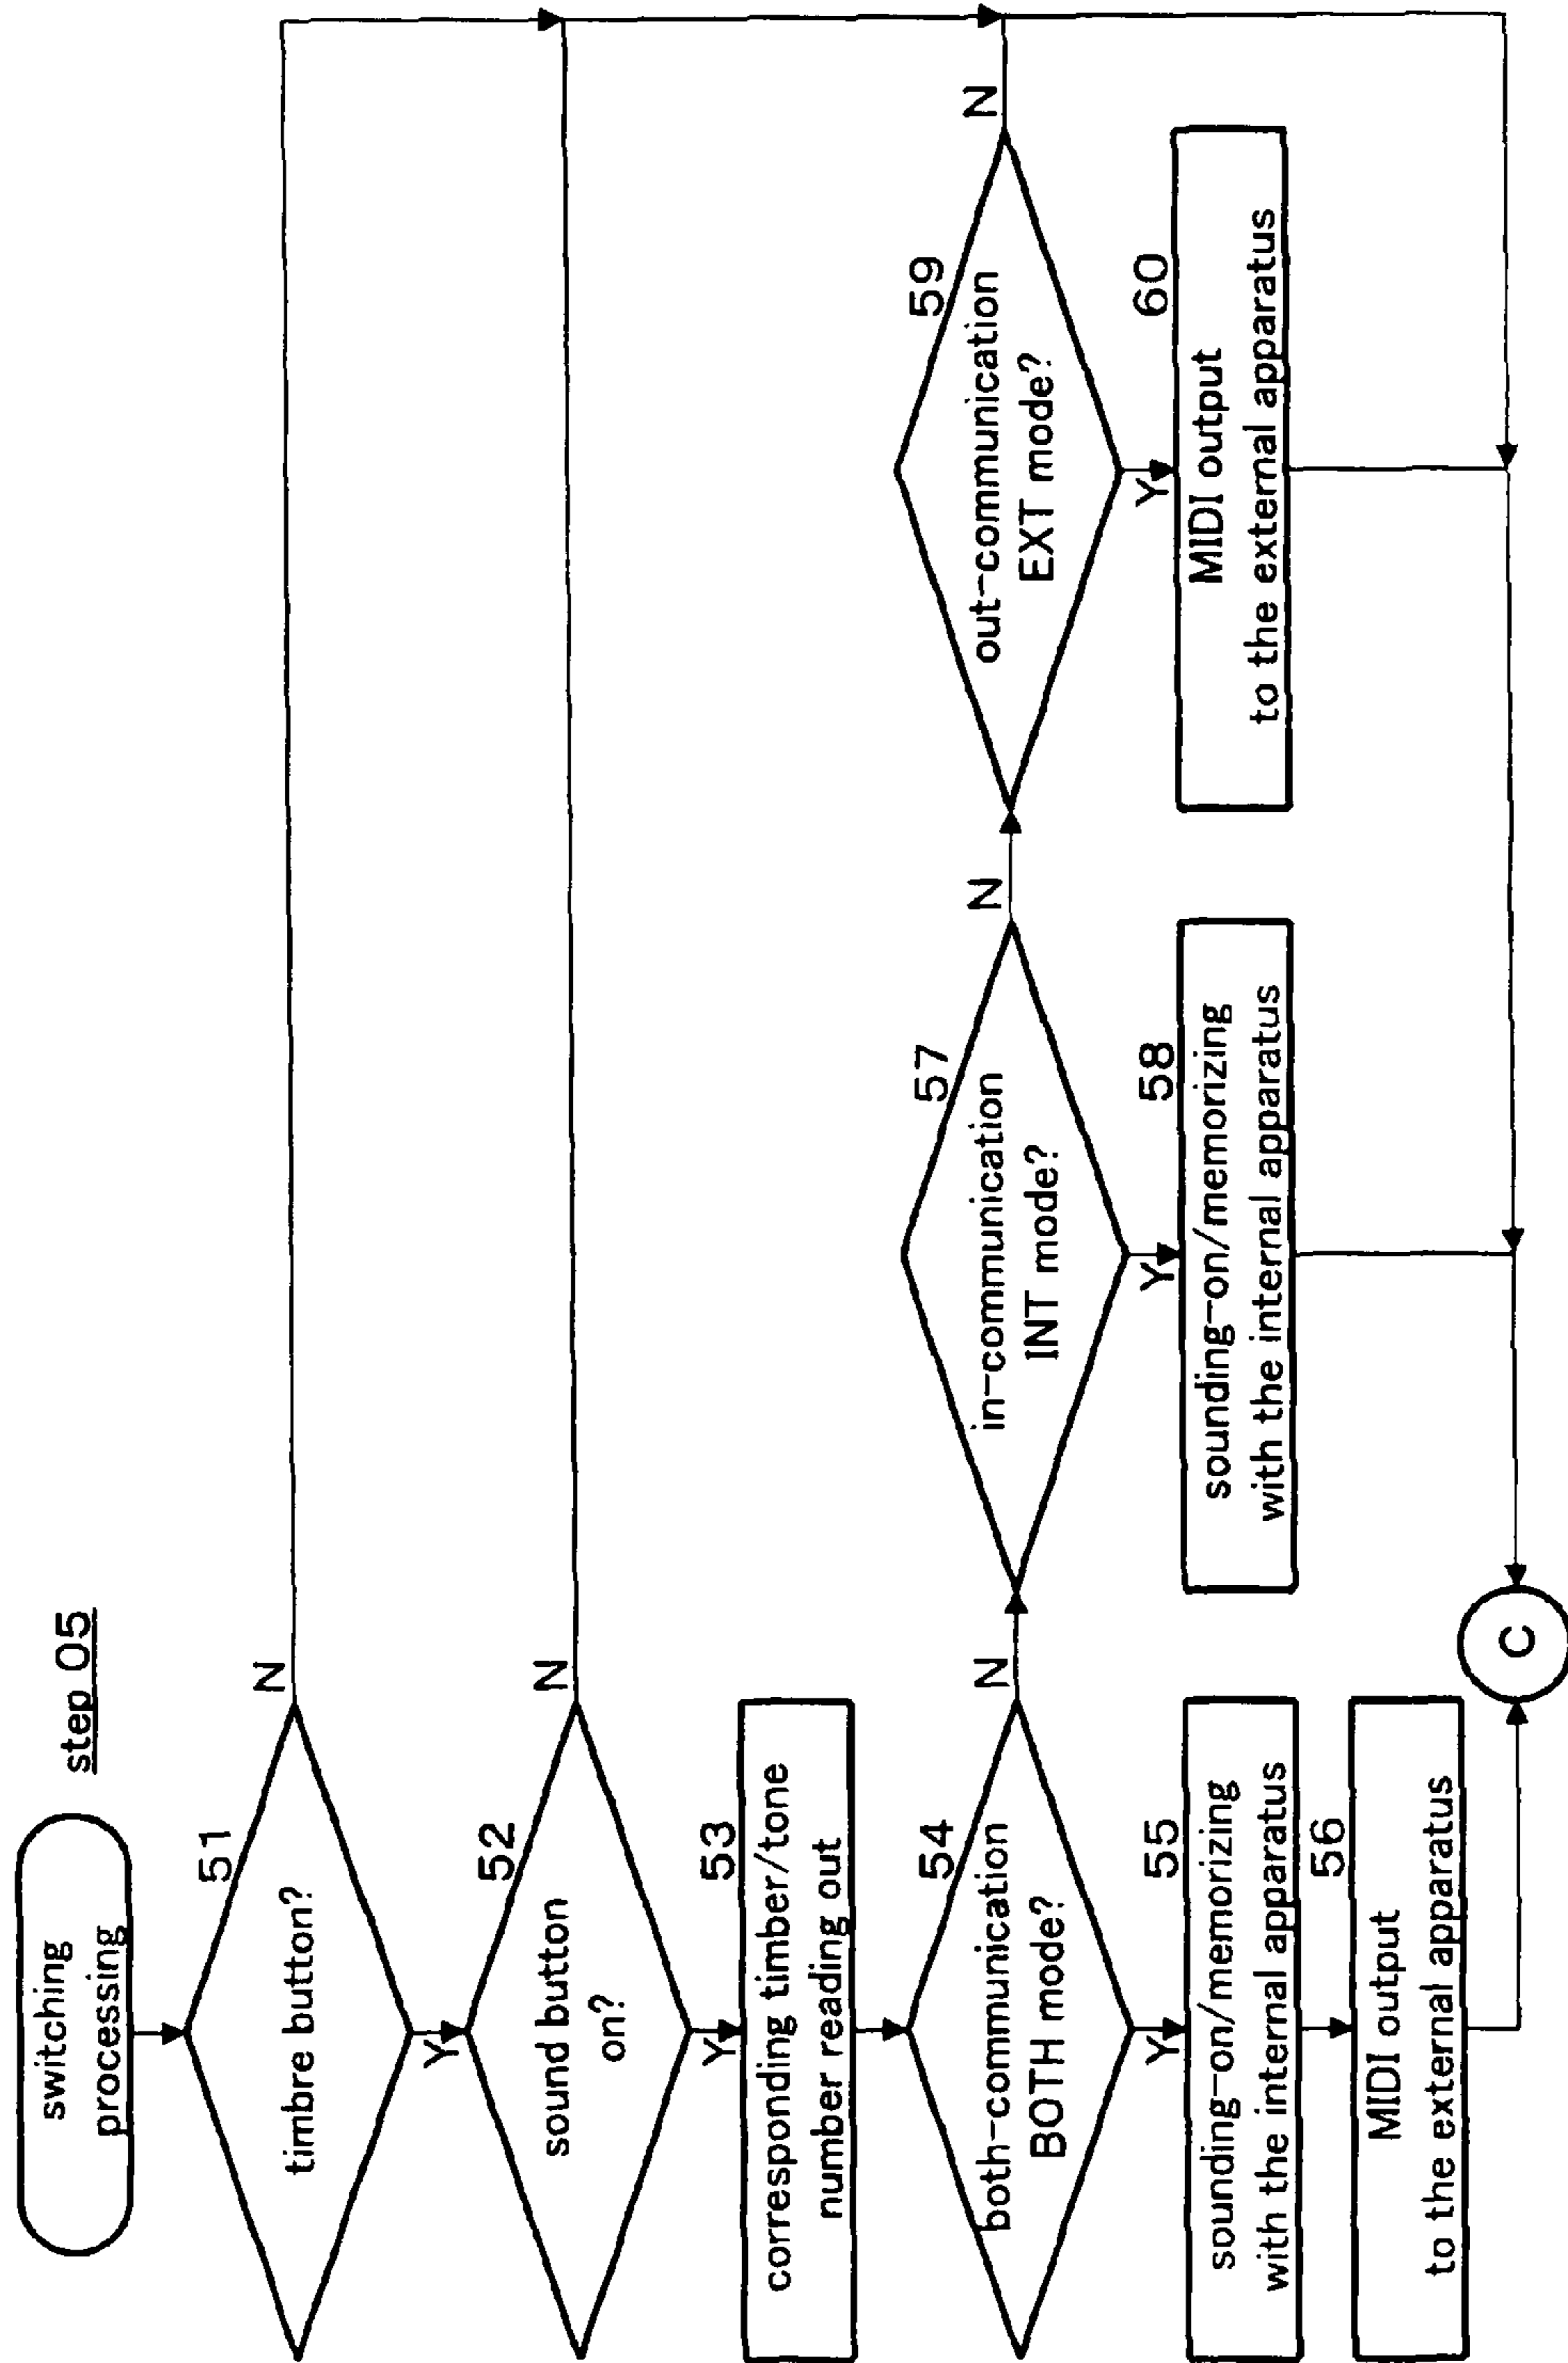 switching
processing
step 05
51
timbre button?
N
Y
52
sound button
on?
N
Y
53
corresponding timber/tone
number reading out
54
both-communication
BOTH mode?
N
Y
55
sounding-on/memorizing
with the internal apparatus
56
MIDI output
to the external apparatus
57
in-communication
INT mode?
N
Y
58
sounding-on/memorizing
with the internal apparatus
59
out-communication
EXT mode?
N
Y
60
MIDI output
to the external apparatus
C